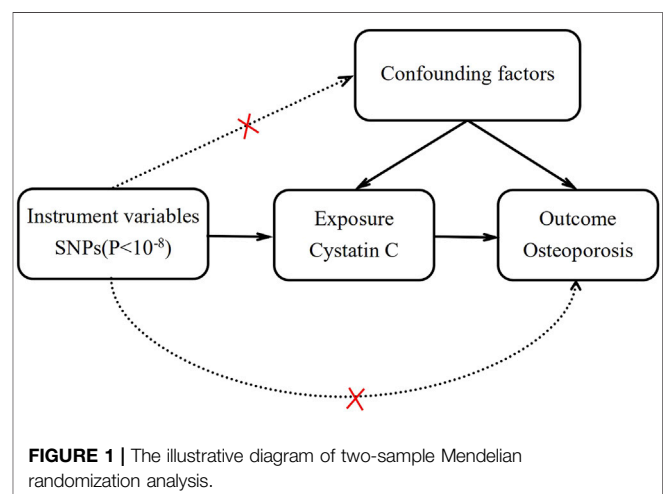 Confounding factors
Instrument variables
SNPs(P<10⁻⁸)
Exposure
Cystatin C
Outcome
Osteoporosis
FIGURE 1 | The illustrative diagram of two-sample Mendelian
randomization analysis.